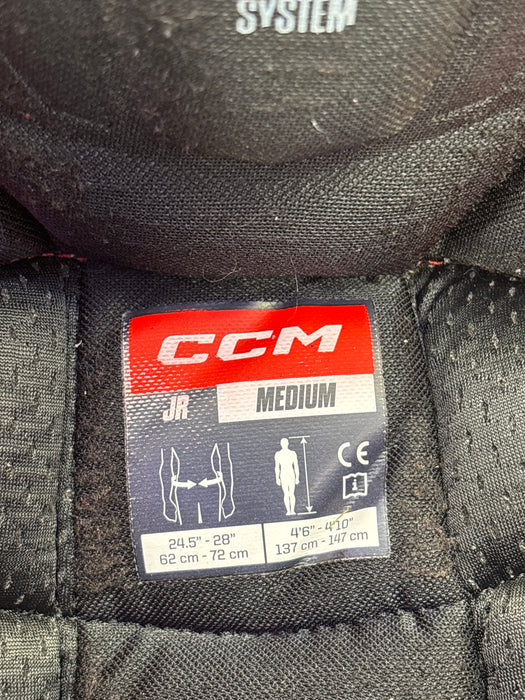 SYSTEM
CCM
JR MEDIUM
CE
24.5" - 28"
62 cm - 72 cm
4'6" - 4'10"
137 cm - 147 cm